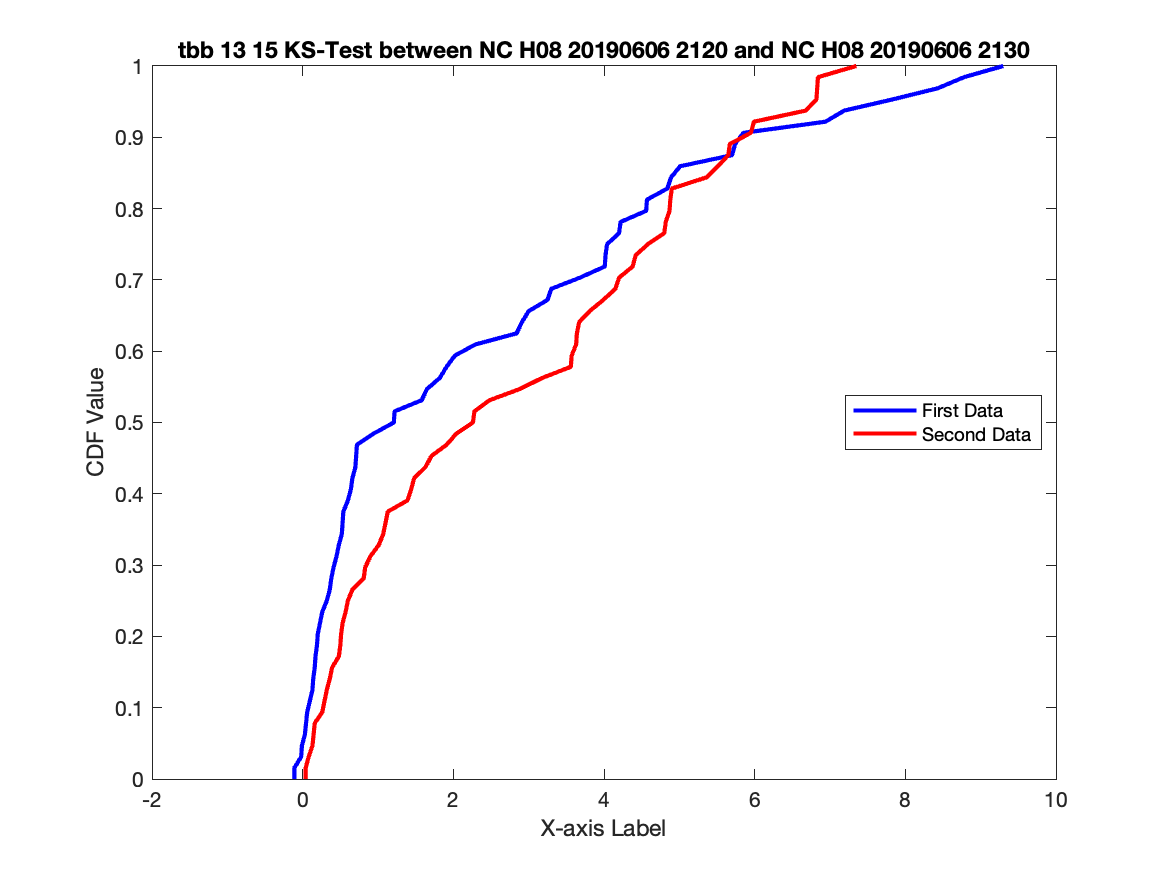 tbb 13 15 KS-Test between NC H08 20190606 2120 and NC H08 20190606 2130
1
0.9
0.8
0.7
0.6
0.5
0.4
0.3
0.2
0.1
0
CDF Value
First Data
Second Data
-2 0 2 4 6 8 10
X-axis Label